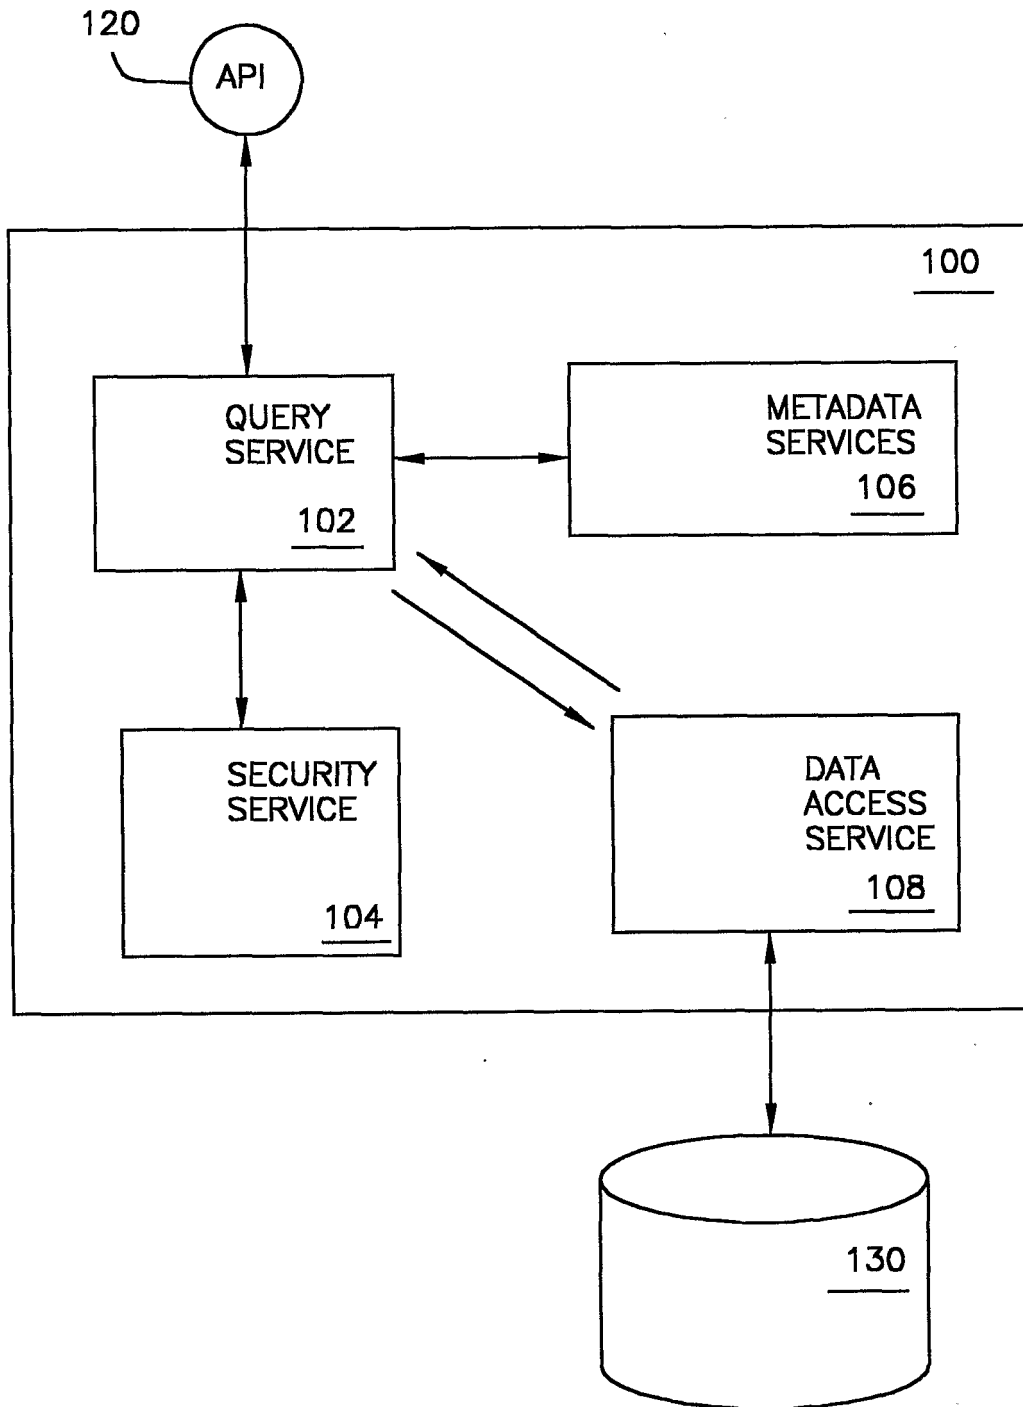 120
API
100
QUERY
SERVICE
102
METADATA
SERVICES
106
SECURITY
SERVICE
104
DATA
ACCESS
SERVICE
108
130